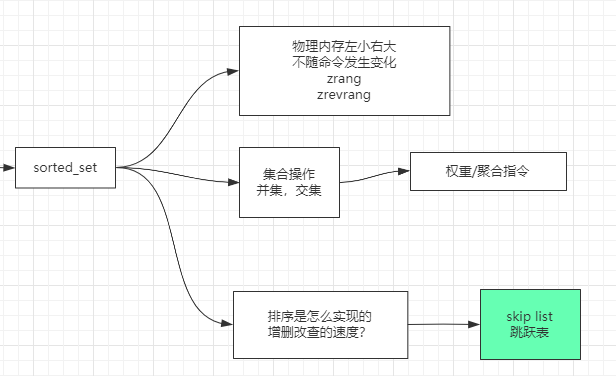 物理内存左小右大
不随命令发生变化
zrang
zrevrang
sorted_set
集合操作
并集，交集
权重/聚合指令
排序是怎么实现的
增删改查的速度？
skip list
跳跃表